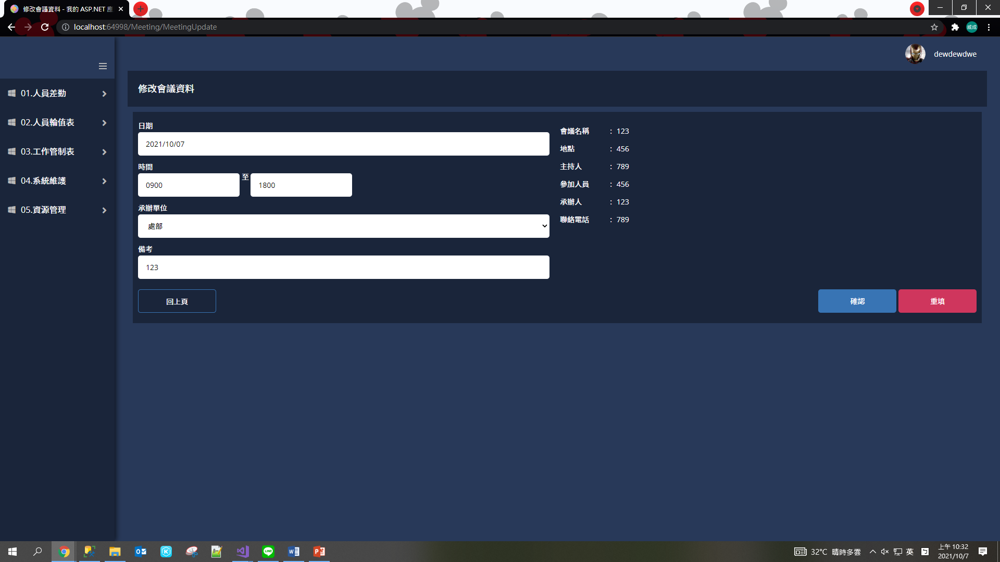 修改會議資料 - 我的 ASP.NET 應
localhost:64998/Meeting/MeetingUpdate
威成
dewdewdwe
01.人員差勤
02.人員輪值表
03.工作管制表
04.系統維護
05.資源管理
修改會議資料
日期
2021/10/07
時間
0900 至 1800
承辦單位
處部
備考
123
會議名稱 : 123
地點 : 456
主持人 : 789
參加人員 : 456
承辦人 : 123
聯絡電話 : 789
回上頁
確認
重填
32°C 晴時多雲
英
上午 10:32
2021/10/7